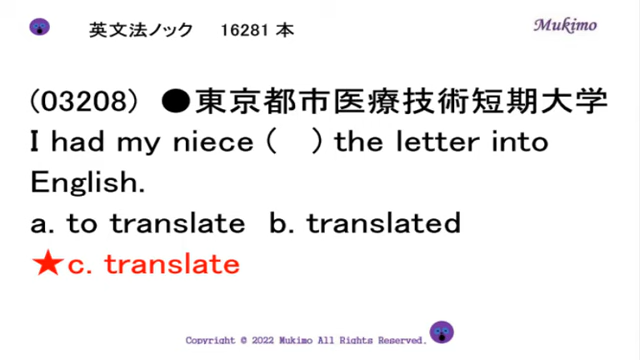 英文法ノック　16281 本
Mukimo
(03208) ●東京都市医療技術短期大学
I had my niece (　) the letter into
English.
a. to translate b. translated
★c. translate
Copyright @ 2022 Mukimo All Rights Reserved.